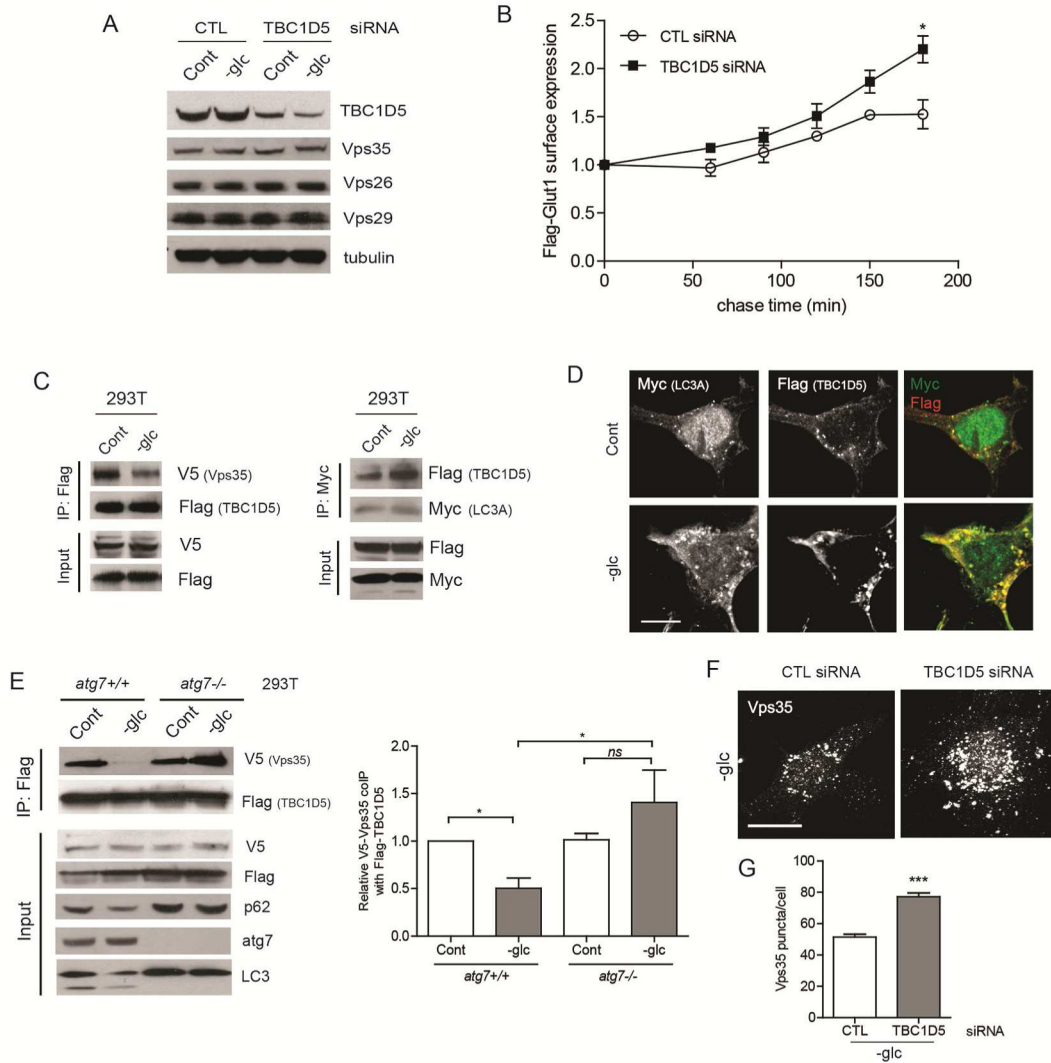 A
CTL TBC1D5 siRNA
Cont -glc Cont -glc
TBC1D5
Vps35
Vps26
Vps29
tubulin
B
CTL siRNA
TBC1D5 siRNA
*
Flag-Glut1 surface expression
2.5
2.0
1.5
1.0
0.5
0.0
0 50 100 150 200
chase time (min)
C
293T
Cont -glc
IP: Flag
V5 (Vps35)
Flag (TBC1D5)
Input
V5
Flag
293T
Cont -glc
IP: Myc
Flag (TBC1D5)
Myc (LC3A)
Input
Flag
Myc
D
Myc (LC3A) Flag (TBC1D5) Myc
Flag
Cont
-glc
E
atg7+/+ atg7-/- 293T
Cont -glc Cont -glc
IP: Flag
V5 (Vps35)
Flag (TBC1D5)
Input
V5
Flag
p62
atg7
LC3
Relative V5-Vps35 coIP
with Flag-TBC1D5
2.0
1.5
1.0
0.5
0.0
*
*
ns
Cont -glc Cont -glc
atg7+/+ atg7-/-
F
CTL siRNA TBC1D5 siRNA
Vps35
-glc
G
Vps35 puncta/cell
100
80
60
40
20
0
***
CTL TBC1D5 siRNA
-glc